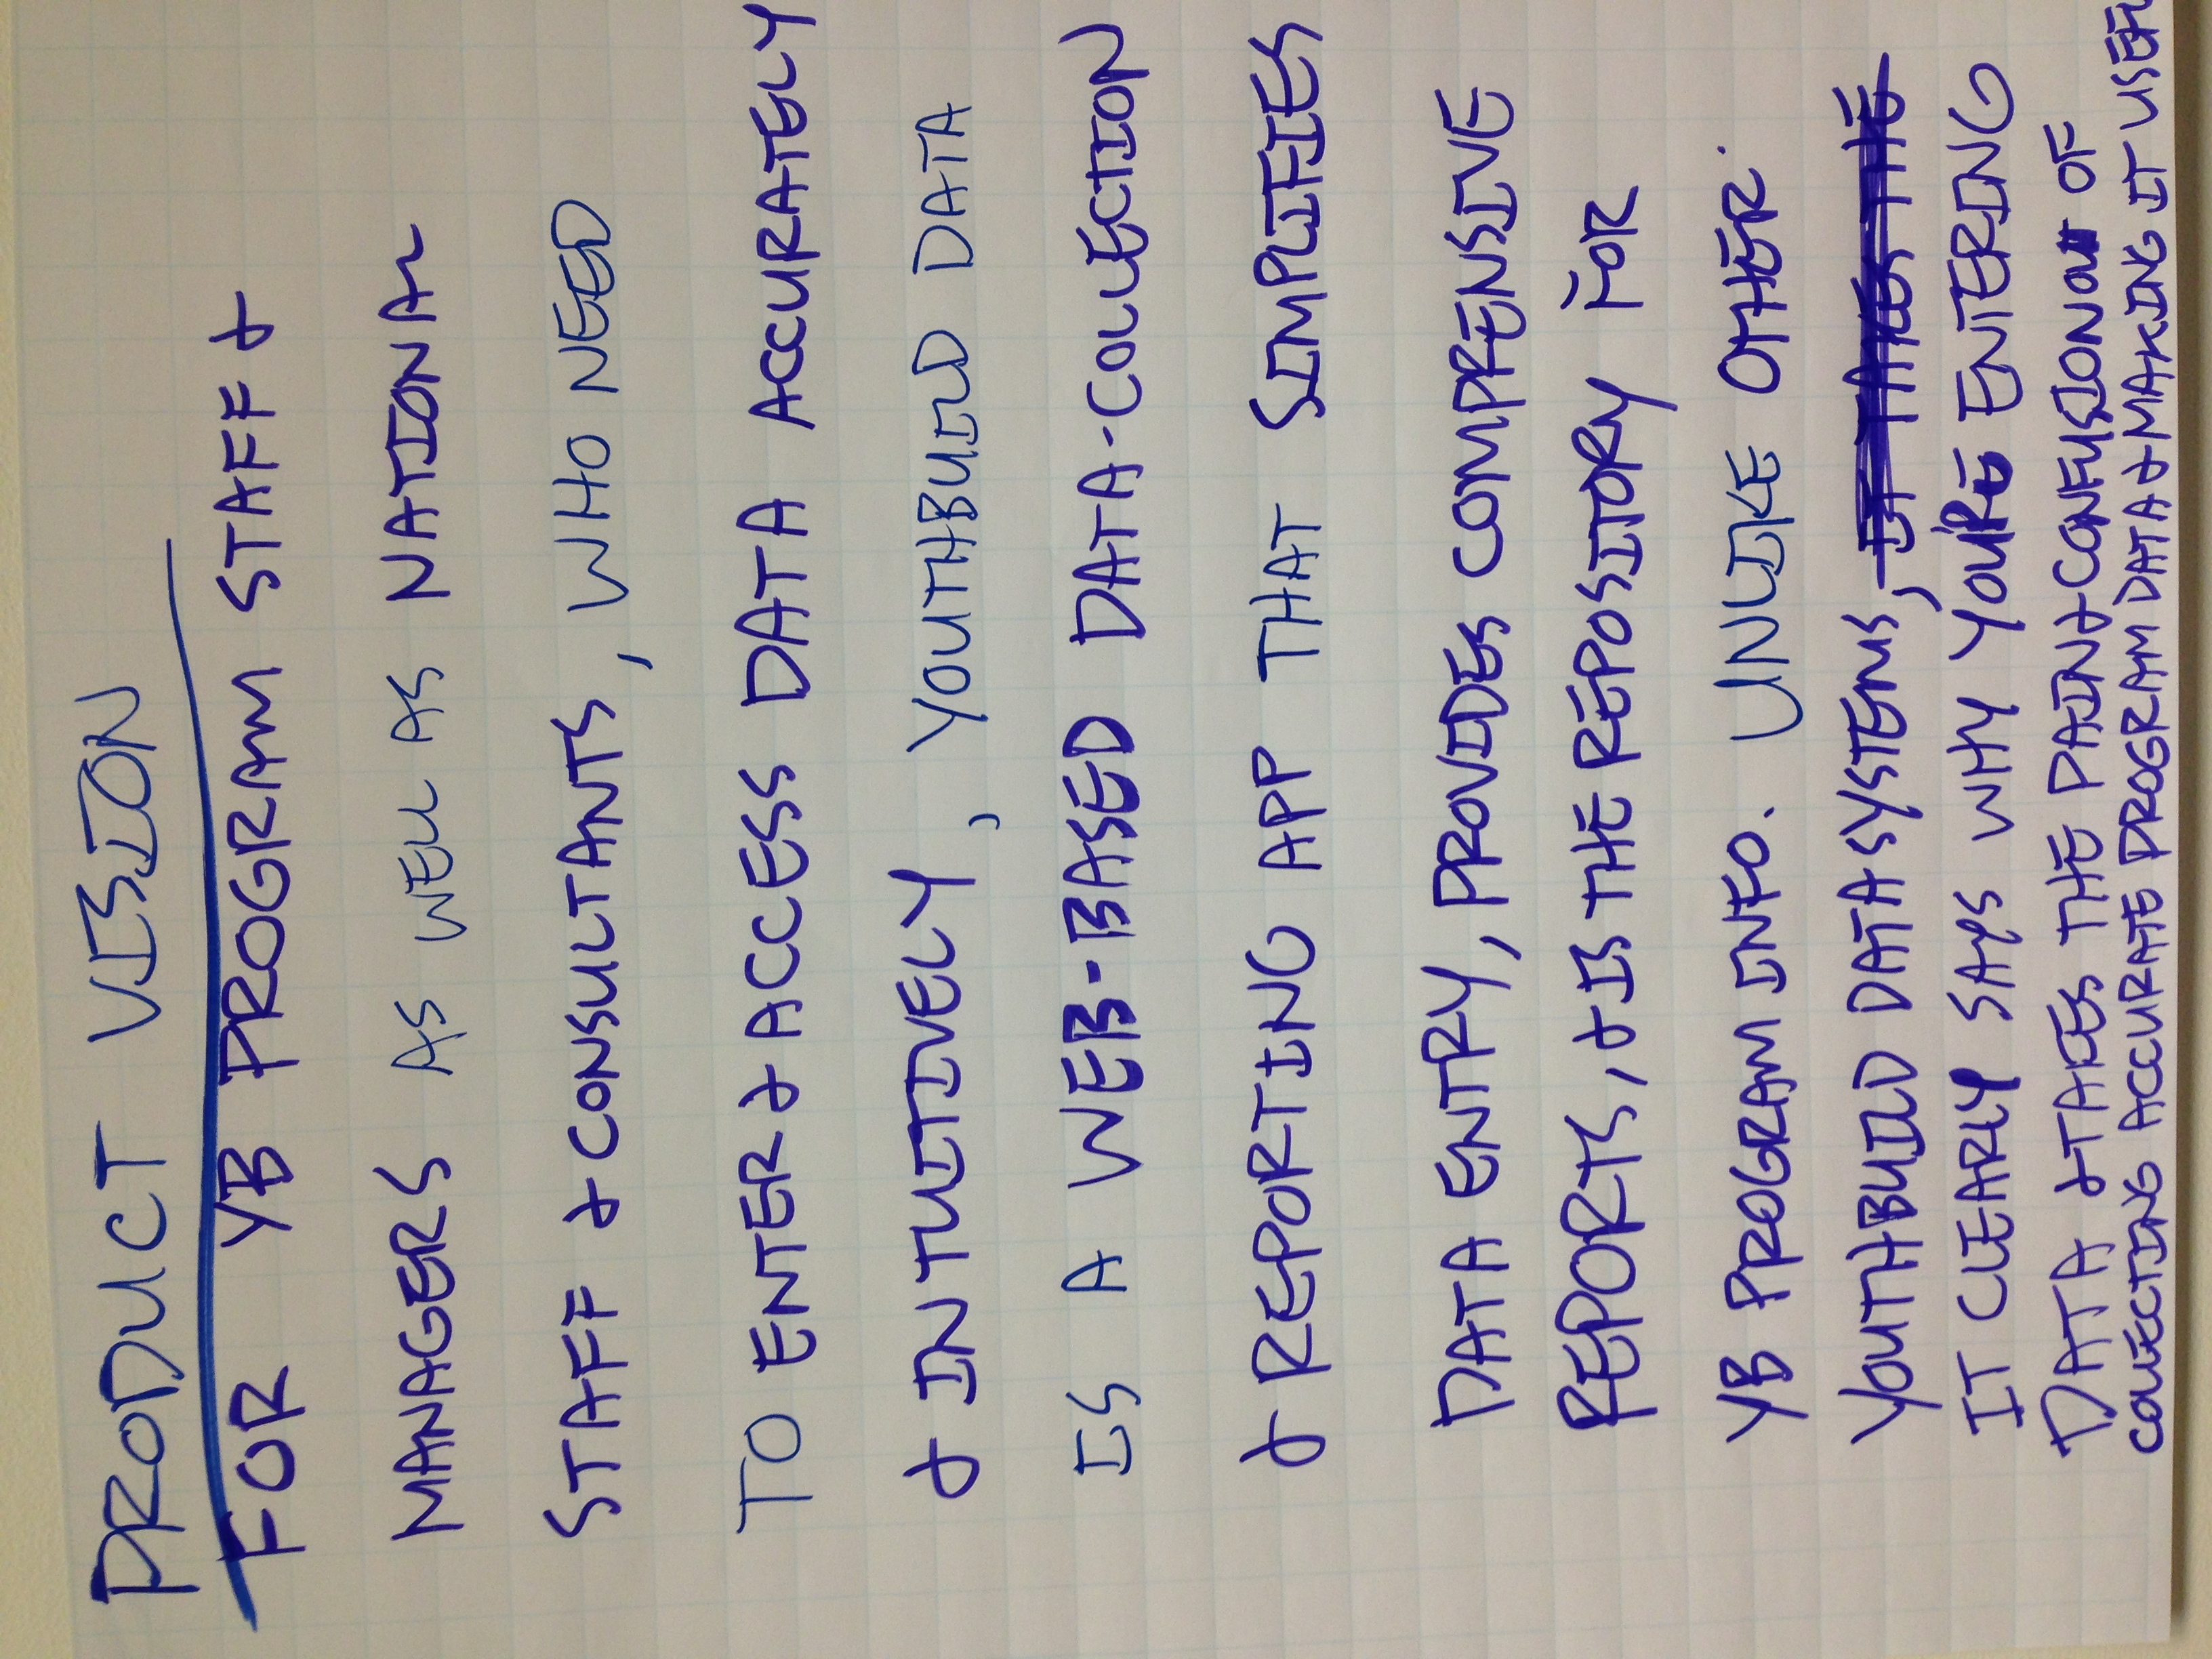 PRODUCT VISION
FOR YB PROGRAM STAFF &
MANAGERS AS WELL AS NATIONAL
STAFF & CONSULTANTS, WHO NEED
TO ENTER & ACCESS DATA ACCURATELY
& INTUITIVELY, YOUTHBUILD DATA
IS A WEB-BASED DATA-COLLECTION
& REPORTING APP THAT SIMPLIFIES
DATA ENTRY, PROVIDES COMPRENSIVE
REPORTS, & IS THE REPOSITORY FOR
YB PROGRAM INFO. UNLIKE OTHER
YOUTHBUILD DATA SYSTEMS, IT TAKES THE
IT CLEARLY SAYS WHY YOU'RE ENTERING
DATA & TAKES THE PAIN & CONFUSION OUT OF
COLLECTING ACCURATE PROGRAM DATA & MAKING IT USEFU